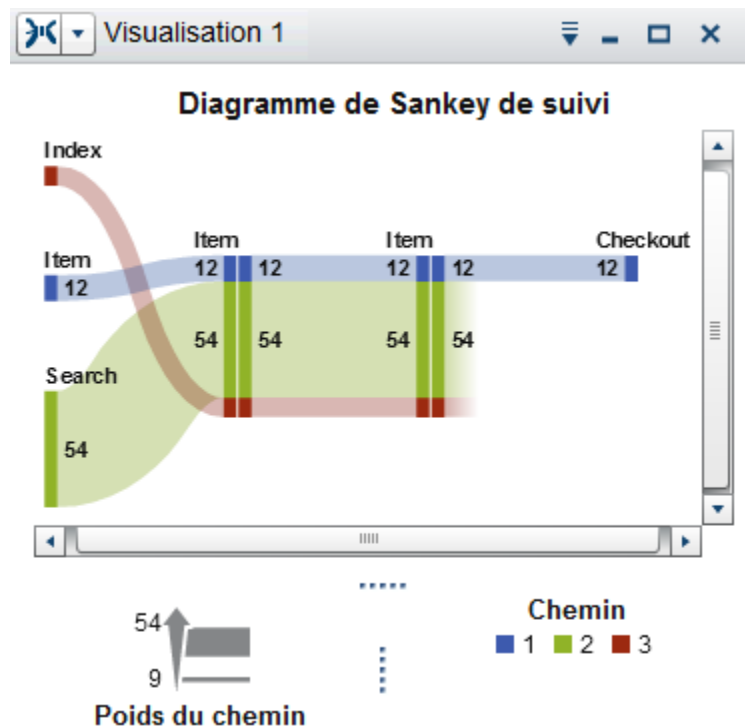 Visualisation 1
Diagramme de Sankey de suivi
Index
Item
Item
Item
Checkout
12
12
12
12
12
12
Search
54
54
54
54
54
54
9
Poids du chemin
Chemin
1
2
3